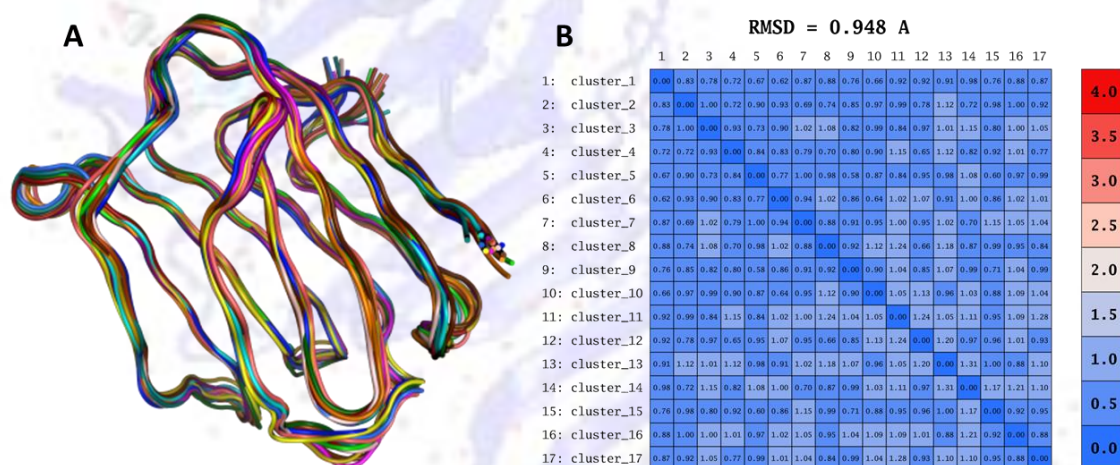 A
B
RMSD = 0.948 A
1 2 3 4 5 6 7 8 9 10 11 12 13 14 15 16 17
1: cluster_1 0.00 0.83 0.78 0.72 0.67 0.62 0.87 0.88 0.76 0.66 0.92 0.92 0.91 0.98 0.76 0.88 0.87
2: cluster_2 0.83 0.00 1.00 0.72 0.90 0.93 0.69 0.74 0.85 0.97 0.99 0.78 1.12 0.72 0.98 1.00 0.92
3: cluster_3 0.78 1.00 0.00 0.93 0.73 0.90 1.02 1.08 0.82 0.99 0.84 0.97 1.01 1.15 0.80 1.00 1.05
4: cluster_4 0.72 0.72 0.93 0.00 0.84 0.83 0.79 0.70 0.80 0.90 1.15 0.65 1.12 0.82 0.92 1.01 0.77
5: cluster_5 0.67 0.90 0.73 0.84 0.00 0.77 1.00 0.98 0.58 0.87 0.84 0.95 0.98 1.08 0.60 0.97 0.99
6: cluster_6 0.62 0.93 0.90 0.83 0.77 0.00 0.94 1.02 0.86 0.64 1.02 1.07 0.91 1.00 0.86 1.02 1.01
7: cluster_7 0.87 0.69 1.02 0.79 1.00 0.94 0.00 0.88 0.91 0.95 1.00 0.95 1.02 0.70 1.15 1.05 1.04
8: cluster_8 0.88 0.74 1.08 0.70 0.98 1.02 0.88 0.00 0.92 1.12 1.24 0.66 1.18 0.87 0.99 0.95 0.84
9: cluster_9 0.76 0.85 0.82 0.80 0.58 0.86 0.91 0.92 0.00 0.90 1.04 0.85 1.07 0.99 0.71 1.04 0.99
10: cluster_10 0.66 0.97 0.99 0.90 0.87 0.64 0.95 1.12 0.90 0.00 1.05 1.13 0.96 1.03 0.88 1.09 1.04
11: cluster_11 0.92 0.99 0.84 1.15 0.84 1.02 1.00 1.24 1.04 1.05 0.00 1.24 1.05 1.11 0.95 1.09 1.28
12: cluster_12 0.92 0.78 0.97 0.65 0.95 1.07 0.95 0.66 0.85 1.13 1.24 0.00 1.20 0.97 0.96 1.01 0.93
13: cluster_13 0.91 1.12 1.01 1.12 0.98 0.91 1.02 1.18 1.07 0.96 1.05 1.20 0.00 1.31 1.00 0.88 1.10
14: cluster_14 0.98 0.72 1.15 0.82 1.08 1.00 0.70 0.87 0.99 1.03 1.11 0.97 1.31 0.00 1.17 1.21 1.10
15: cluster_15 0.76 0.98 0.80 0.92 0.60 0.86 1.15 0.99 0.71 0.88 0.95 0.96 1.00 1.17 0.00 0.92 0.95
16: cluster_16 0.88 1.00 1.00 1.01 0.97 1.02 1.05 0.95 1.04 1.09 1.09 1.01 0.88 1.21 0.92 0.00 0.88
17: cluster_17 0.87 0.92 1.05 0.77 0.99 1.01 1.04 0.84 0.99 1.04 1.28 0.93 1.10 1.10 0.95 0.88 0.00
4.0
3.5
3.0
2.5
2.0
1.5
1.0
0.5
0.0